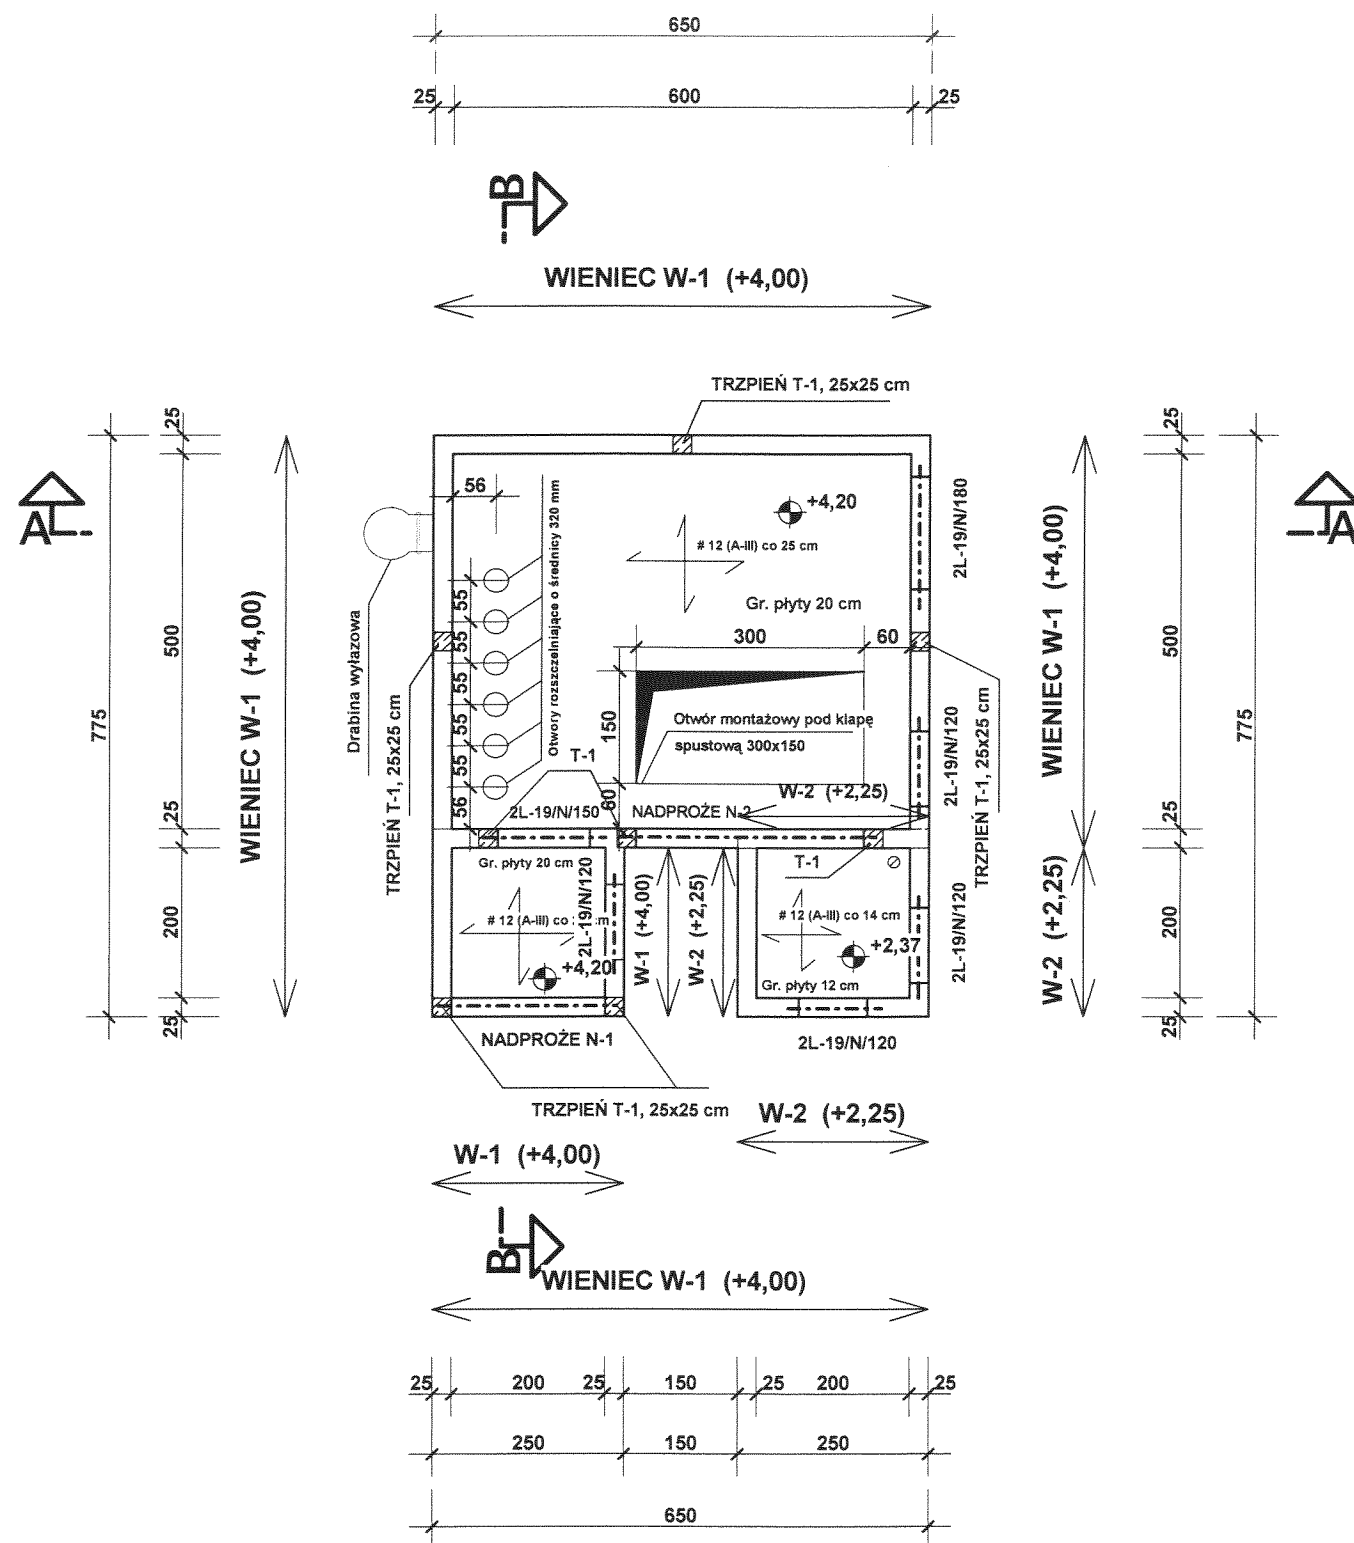 650
25
600
25
B
WIENIEC W-1 (+4,00)
TRZPIEŃ T-1, 25x25 cm
25
500
775
25
200
25
A
WIENIEC W-1 (+4,00)
Drabina wyłazowa
TRZPIEŃ T-1, 25x25 cm
56
55
55
55
55
55
56
Otwory rozszczelniające o średnicy 320 mm
+4,20
# 12 (A-III) co 25 cm
Gr. płyty 20 cm
300
60
150
60
Otwór montażowy pod klapę
spustową 300x150
T-1
W-2 (+2,25)
2L-19/N/150
NADPROŻE N-2
2L-19/N/180
2L-19/N/120
TRZPIEŃ T-1, 25x25 cm
2L-19/N/120
WIENIEC W-1 (+4,00)
W-2 (+2,25)
25
500
775
25
200
25
A
Gr. płyty 20 cm
# 12 (A-III) co
cm
2L-19/N/120
+4,20
W-1 (+4,00)
W-2 (+2,25)
T-1
# 12 (A-III) co 14 cm
+2,37
Gr. płyty 12 cm
NADPROŻE N-1
2L-19/N/120
TRZPIEŃ T-1, 25x25 cm
W-2 (+2,25)
W-1 (+4,00)
B
WIENIEC W-1 (+4,00)
25
200
25
150
25
200
25
250
150
250
650